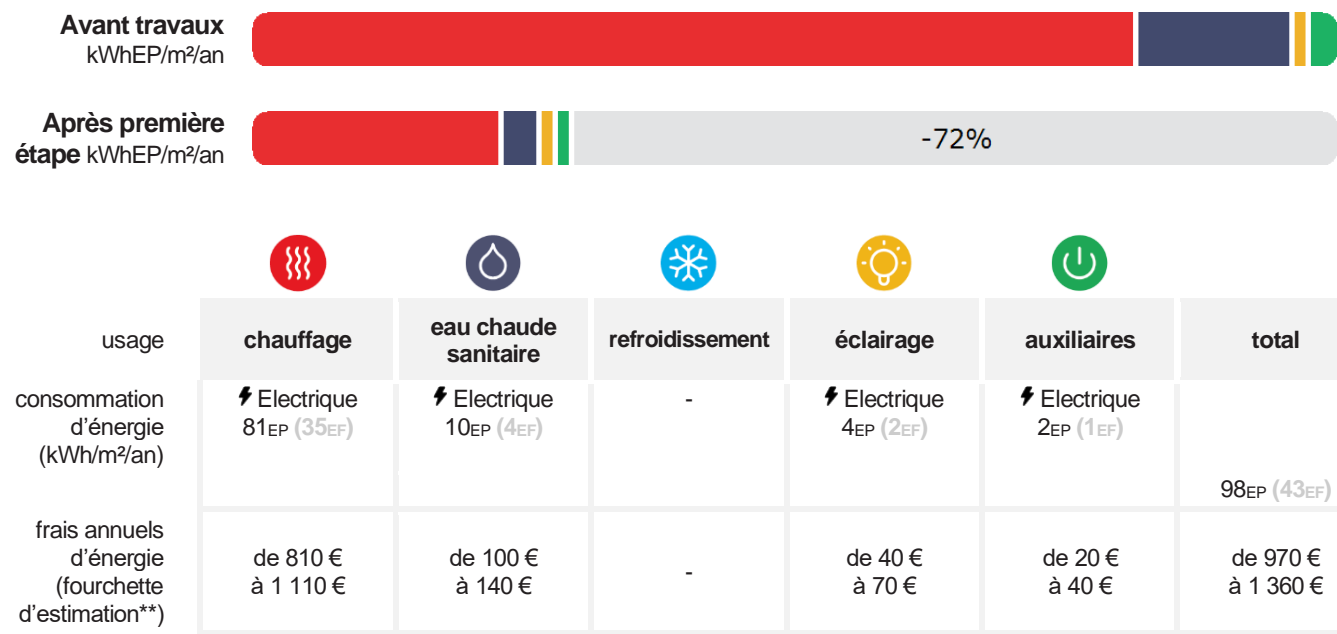 Avant travaux
kWhEP/m²/an
Après première
étape kWhEP/m²/an
-72%
usage
chauffage
eau chaude
sanitaire
refroidissement
éclairage
auxiliaires
total
consommation
d'énergie
(kWh/m²/an)
Electrique
81EP (35EF)
Electrique
10EP (4EF)
-
Electrique
4EP (2EF)
Electrique
2EP (1EF)
98EP (43EF)
frais annuels
d'énergie
(fourchette
d'estimation**)
de 810 €
à 1 110 €
de 100 €
à 140 €
-
de 40 €
à 70 €
de 20 €
à 40 €
de 970 €
à 1 360 €